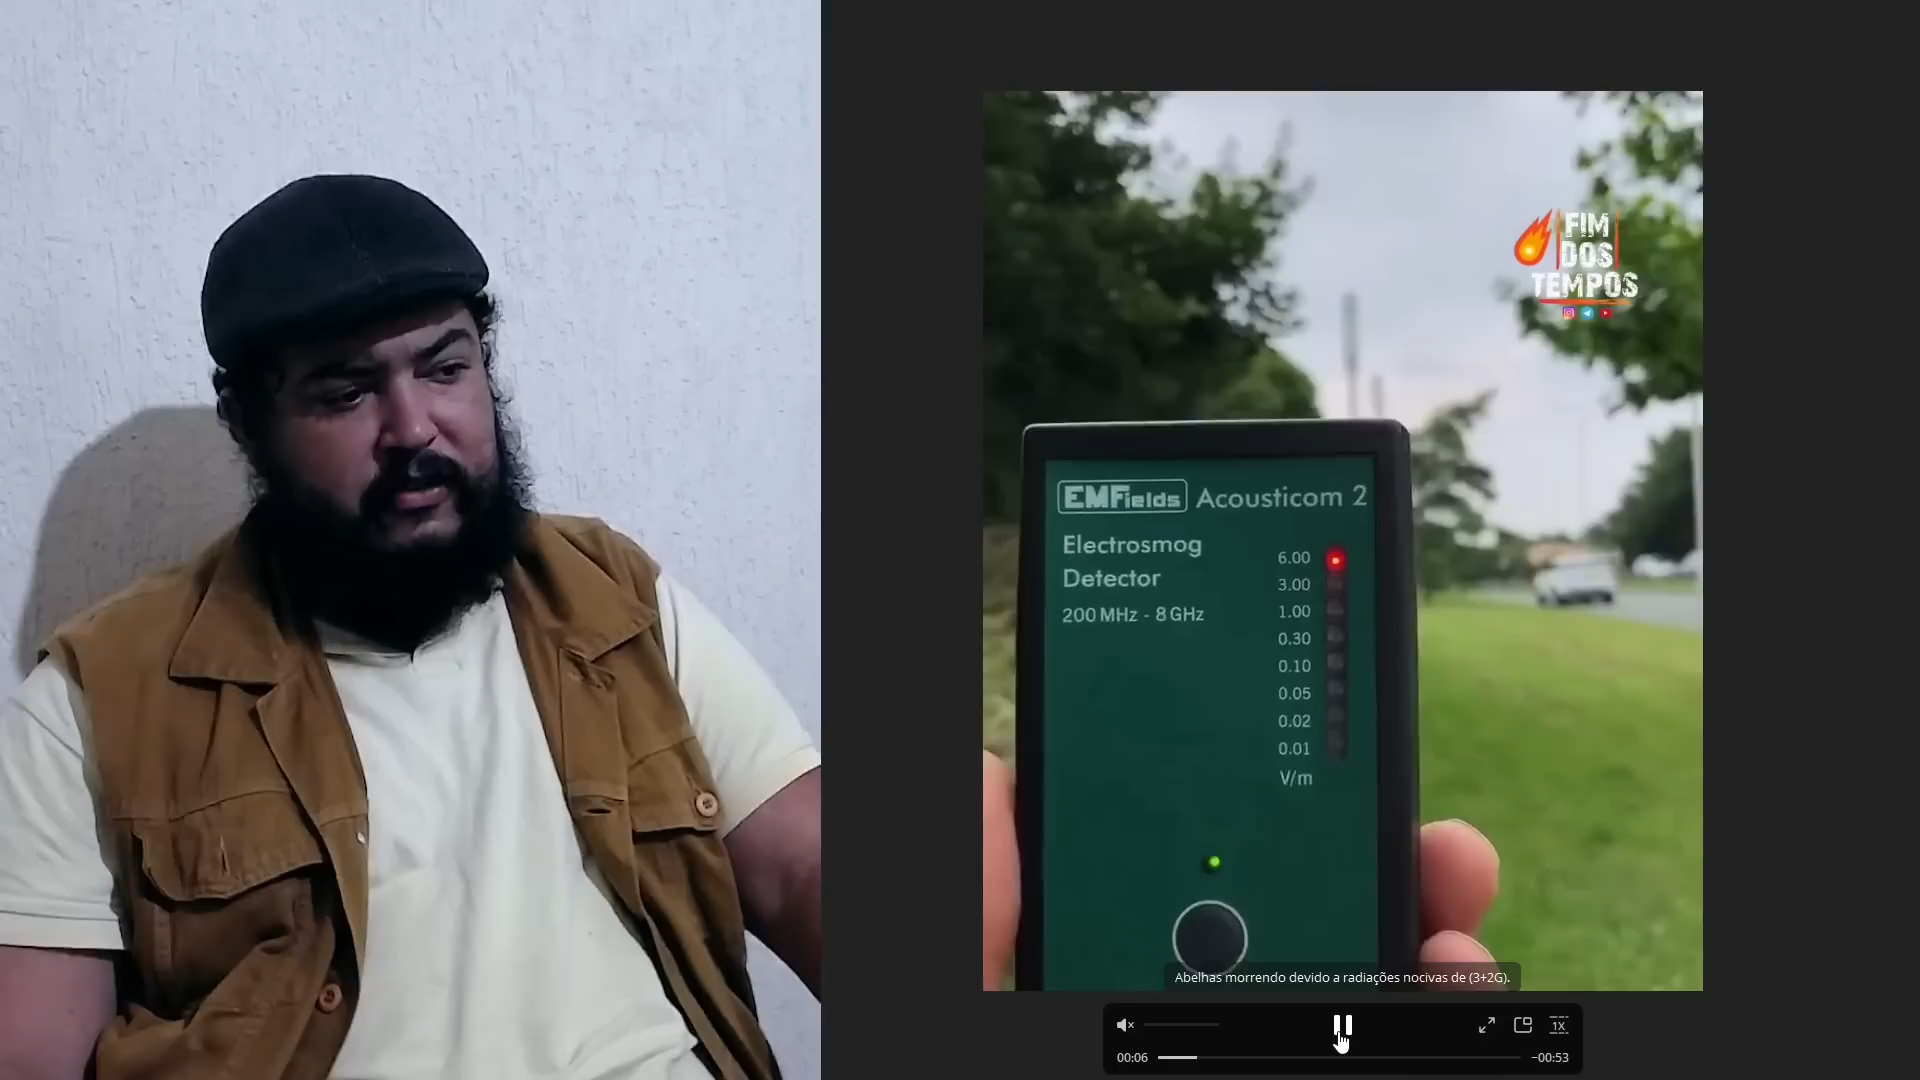 FIM
DOS
TEMPOS
EMFields Acousticom 2
Electrosmog
Detector
200 MHz - 8 GHz
6.00
3.00
1.00
0.30
0.10
0.05
0.02
0.01
V/m
Abelhas morrendo devido a radiações nocivas de (3+2G).
1X
00:06
−00:53